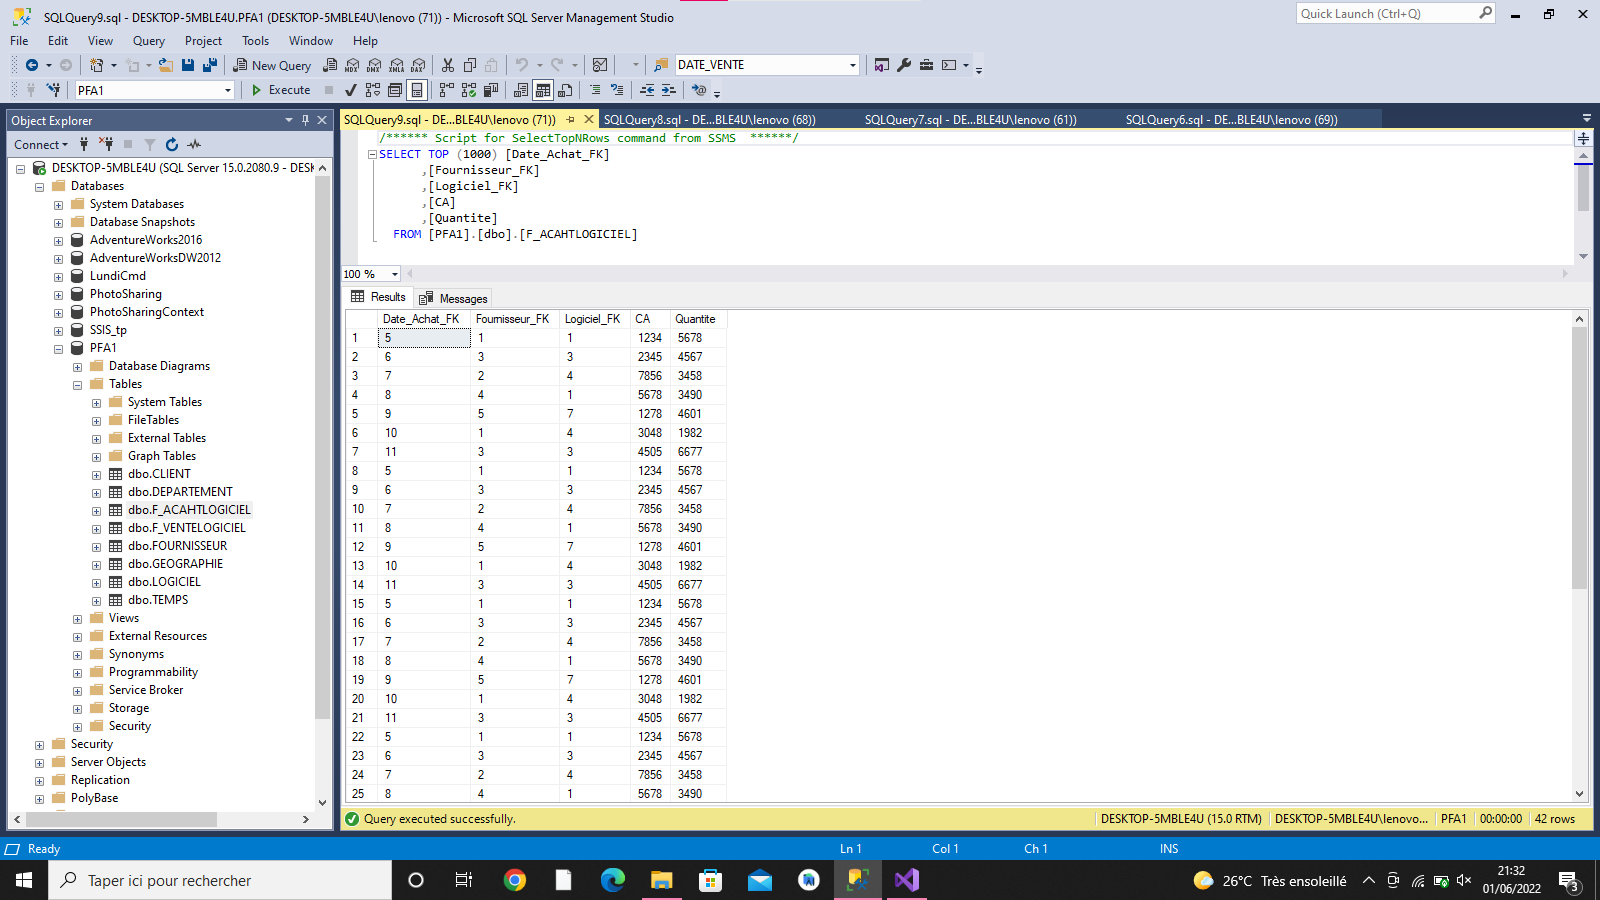 SQLQuery9.sql - DESKTOP-5MBLE4U.PFA1 (DESKTOP-5MBLE4U\lenovo (71)) - Microsoft SQL Server Management Studio
Quick Launch (Ctrl+Q)
File Edit View Query Project Tools Window Help
New Query MDX DMX XMLA DAX DATE_VENTE
PFA1 Execute
Object Explorer
Connect
DESKTOP-5MBLE4U (SQL Server 15.0.2080.9 - DESK
Databases
System Databases
Database Snapshots
AdventureWorks2016
AdventureWorksDW2012
LundiCmd
PhotoSharing
PhotoSharingContext
SSIS_tp
PFA1
Database Diagrams
Tables
System Tables
FileTables
External Tables
Graph Tables
dbo.CLIENT
dbo.DEPARTEMENT
dbo.F_ACAHTLOGICIEL
dbo.F_VENTELOGICIEL
dbo.FOURNISSEUR
dbo.GEOGRAPHIE
dbo.LOGICIEL
dbo.TEMPS
Views
External Resources
Synonyms
Programmability
Service Broker
Storage
Security
Security
Server Objects
Replication
PolyBase
SQLQuery9.sql - DE...BLE4U\lenovo (71)) SQLQuery8.sql - DE...BLE4U\lenovo (68)) SQLQuery7.sql - DE...BLE4U\lenovo (61)) SQLQuery6.sql - DE...BLE4U\lenovo (69))
/****** Script for SelectTopNRows command from SSMS ******/
SELECT TOP (1000) [Date_Achat_FK]
,[Fournisseur_FK]
,[Logiciel_FK]
,[CA]
,[Quantite]
FROM [PFA1].[dbo].[F_ACAHTLOGICIEL]
100 %
Results Messages
Date_Achat_FK Fournisseur_FK Logiciel_FK CA Quantite
1 5 1 1 1234 5678
2 6 3 3 2345 4567
3 7 2 4 7856 3458
4 8 4 1 5678 3490
5 9 5 7 1278 4601
6 10 1 4 3048 1982
7 11 3 3 4505 6677
8 5 1 1 1234 5678
9 6 3 3 2345 4567
10 7 2 4 7856 3458
11 8 4 1 5678 3490
12 9 5 7 1278 4601
13 10 1 4 3048 1982
14 11 3 3 4505 6677
15 5 1 1 1234 5678
16 6 3 3 2345 4567
17 7 2 4 7856 3458
18 8 4 1 5678 3490
19 9 5 7 1278 4601
20 10 1 4 3048 1982
21 11 3 3 4505 6677
22 5 1 1 1234 5678
23 6 3 3 2345 4567
24 7 2 4 7856 3458
25 8 4 1 5678 3490
Query executed successfully. DESKTOP-5MBLE4U (15.0 RTM) DESKTOP-5MBLE4U\lenovo... PFA1 00:00:00 42 rows
Ready Ln 1 Col 1 Ch 1 INS
Taper ici pour rechercher
26°C Très ensoleillé
21:32
01/06/2022
3